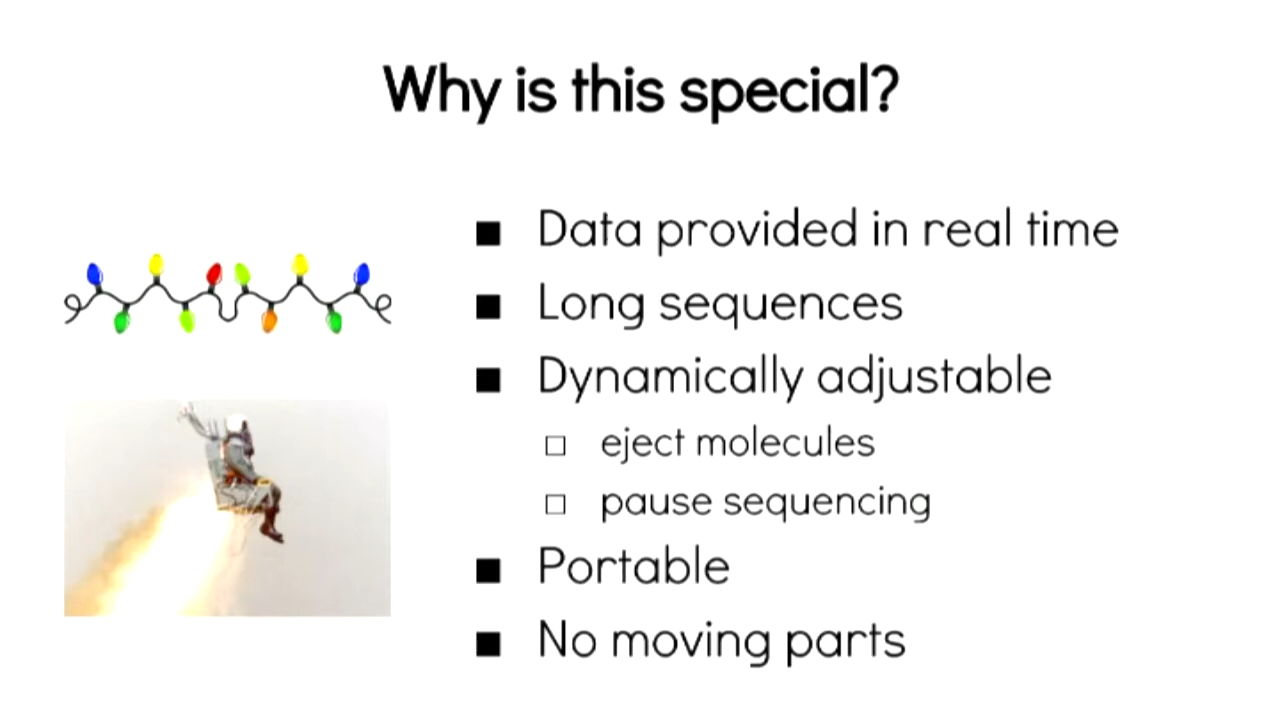 Why is this special?
Data provided in real time
Long sequences
Dynamically adjustable
eject molecules
pause sequencing
Portable
No moving parts